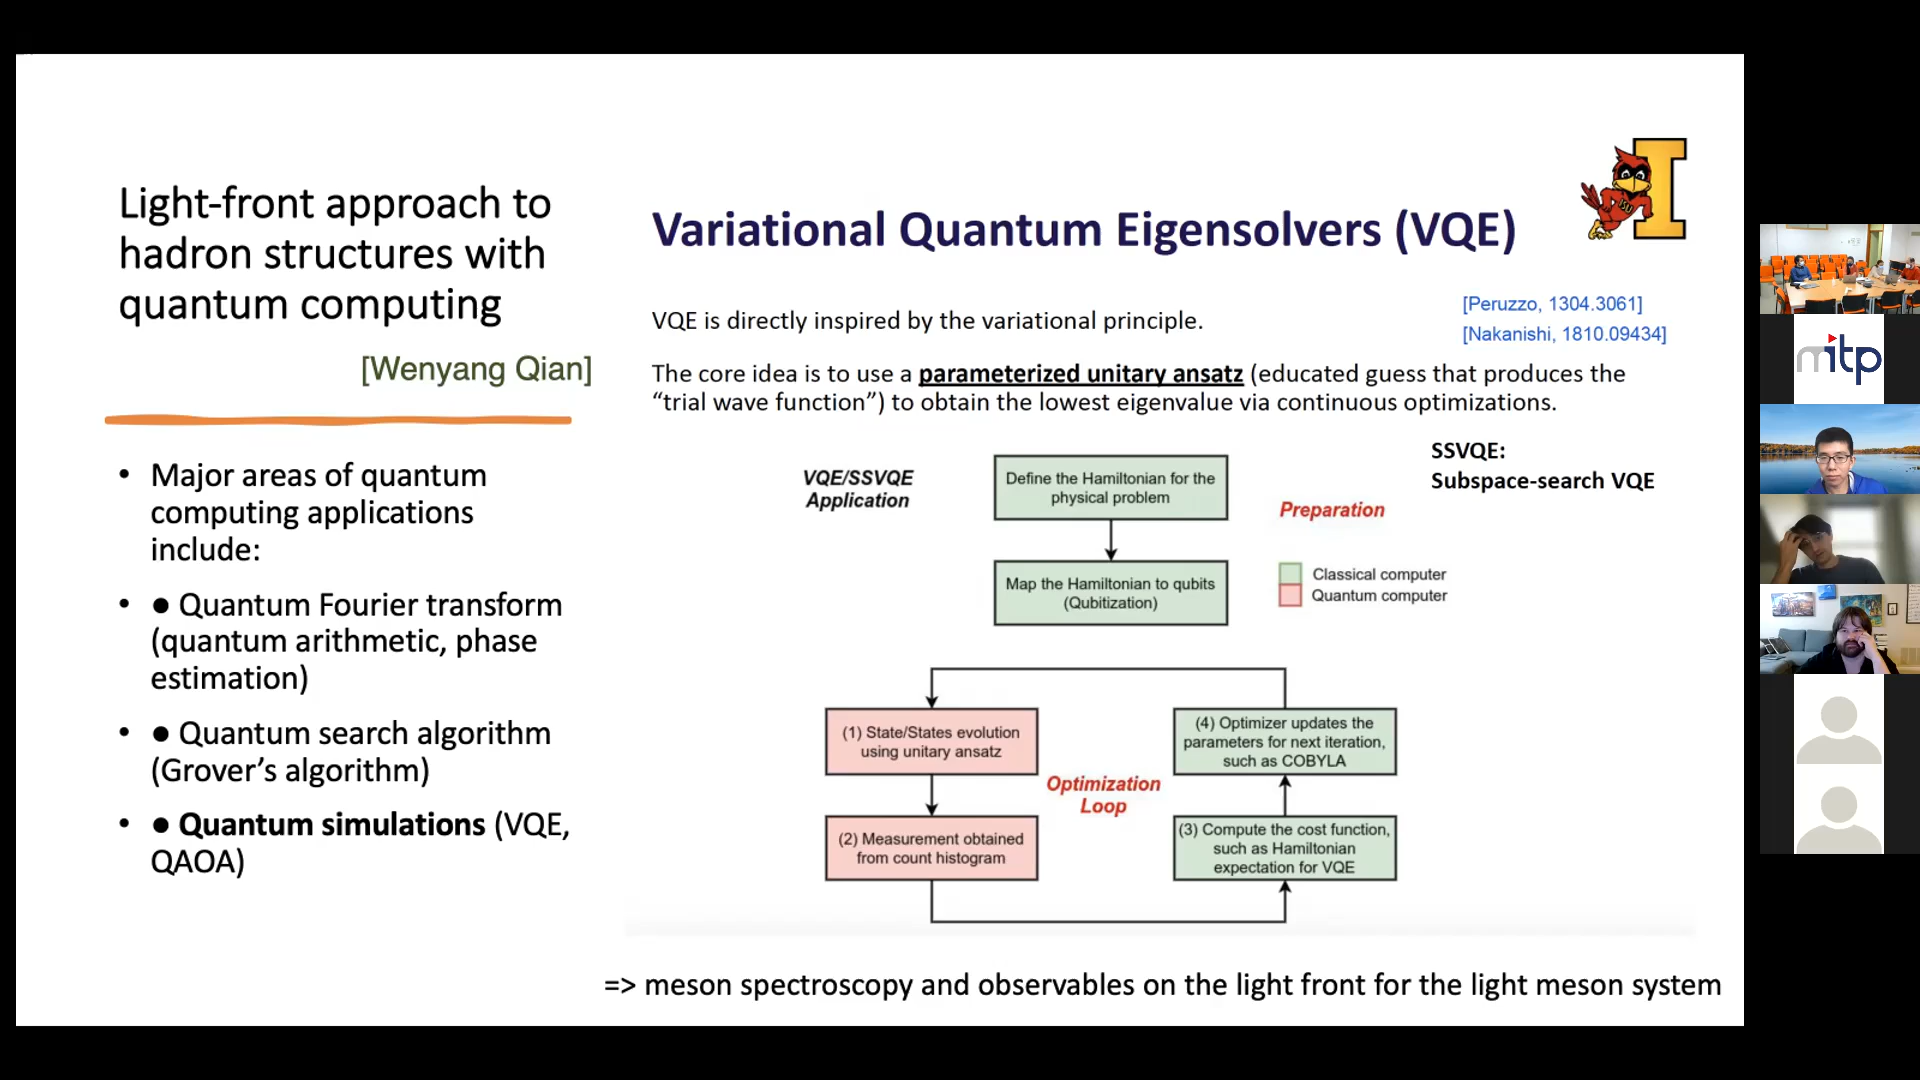 Light-front approach to
hadron structures with
quantum computing
[Wenyang Qian]
• Major areas of quantum
computing applications
include:
• ● Quantum Fourier transform
(quantum arithmetic, phase
estimation)
• ● Quantum search algorithm
(Grover’s algorithm)
• ● Quantum simulations (VQE,
QAOA)
Variational Quantum Eigensolvers (VQE)
I
ISU
[Peruzzo, 1304.3061]
[Nakanishi, 1810.09434]
VQE is directly inspired by the variational principle.
The core idea is to use a parameterized unitary ansatz (educated guess that produces the
“trial wave function”) to obtain the lowest eigenvalue via continuous optimizations.
SSVQE:
Subspace-search VQE
VQE/SSVQE
Application
Define the Hamiltonian for the
physical problem
Preparation
Map the Hamiltonian to qubits
(Qubitization)
Classical computer
Quantum computer
(1) State/States evolution
using unitary ansatz
(2) Measurement obtained
from count histogram
Optimization
Loop
(4) Optimizer updates the
parameters for next iteration,
such as COBYLA
(3) Compute the cost function,
such as Hamiltonian
expectation for VQE
=> meson spectroscopy and observables on the light front for the light meson system
mitp